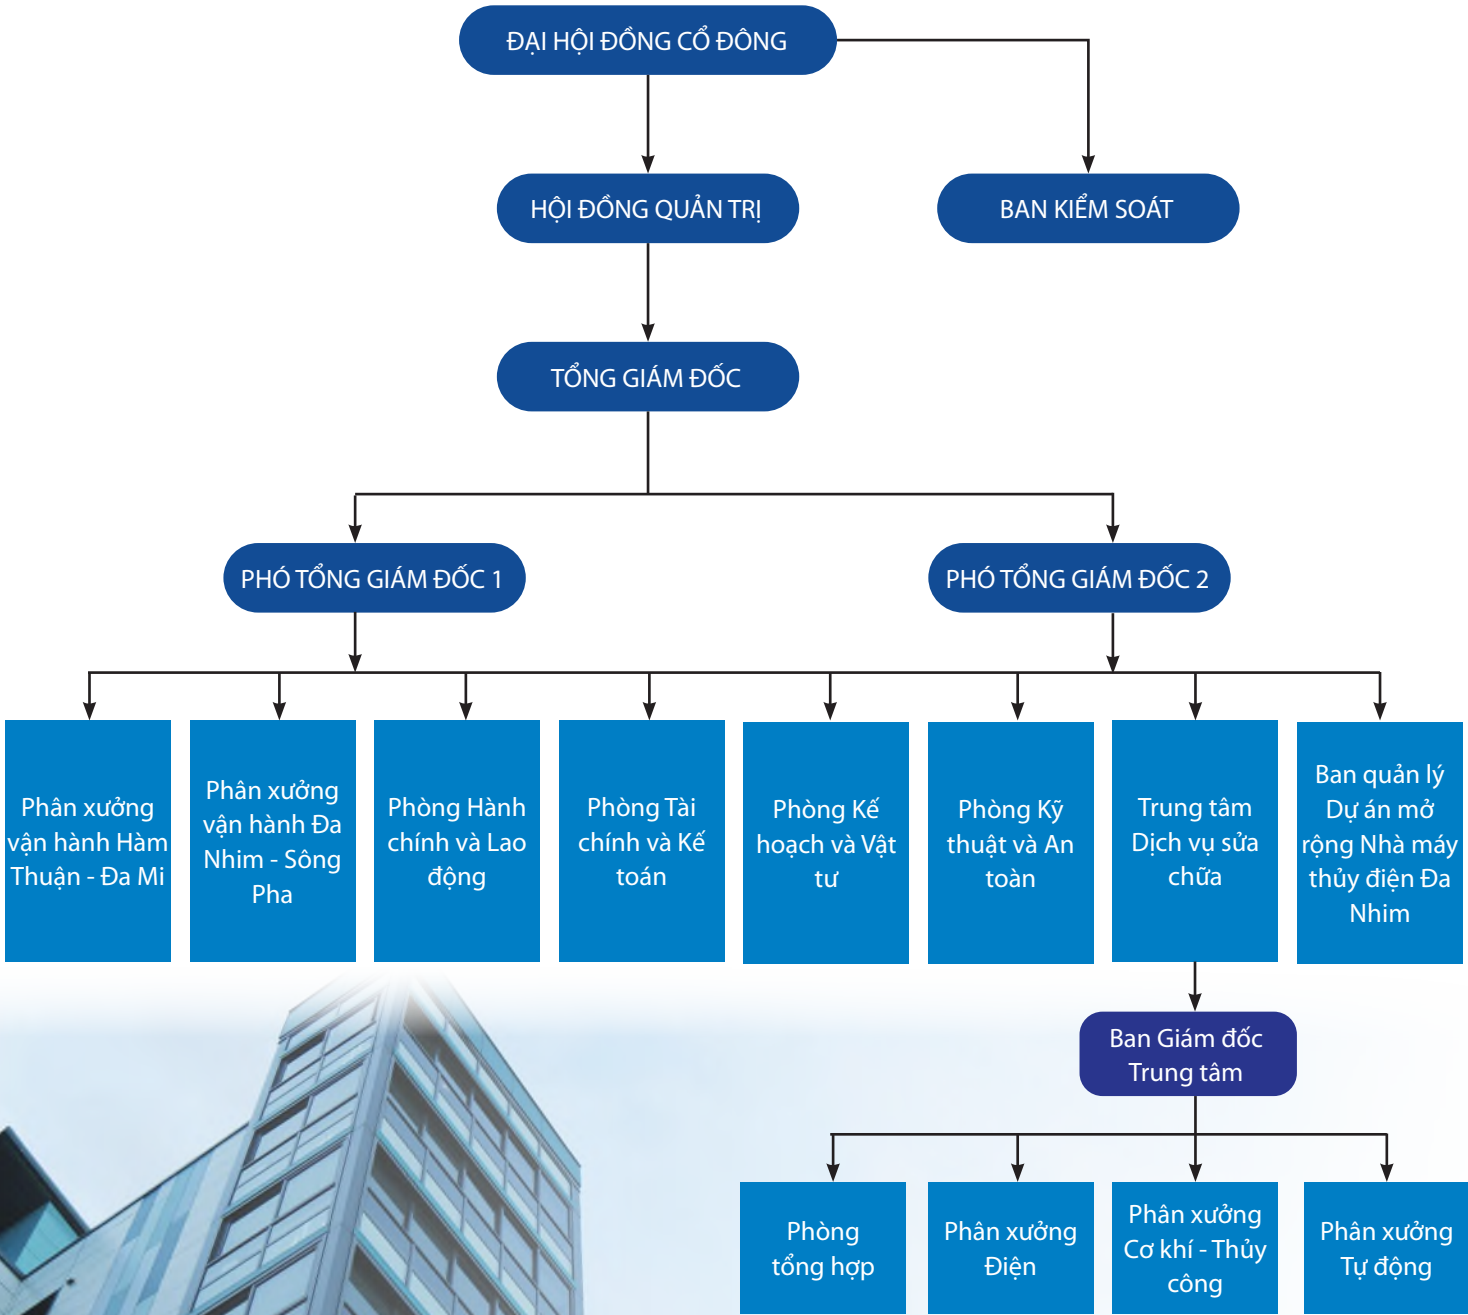 ĐẠI HỘI ĐỒNG CỔ ĐÔNG
HỘI ĐỒNG QUẢN TRỊ
BAN KIỂM SOÁT
TỔNG GIÁM ĐỐC
PHÓ TỔNG GIÁM ĐỐC 1
PHÓ TỔNG GIÁM ĐỐC 2
Phân xưởng
vận hành Hàm
Thuận - Đa Mi
Phân xưởng
vận hành Đa
Nhim - Sông
Pha
Phòng Hành
chính và Lao
động
Phòng Tài
chính và Kế
toán
Phòng Kế
hoạch và Vật
tư
Phòng Kỹ
thuật và An
toàn
Trung tâm
Dịch vụ sửa
chữa
Ban quản lý
Dự án mở
rộng Nhà máy
thủy điện Đa
Nhim
Ban Giám đốc
Trung tâm
Phòng
tổng hợp
Phân xưởng
Điện
Phân xưởng
Cơ khí - Thủy
công
Phân xưởng
Tự động